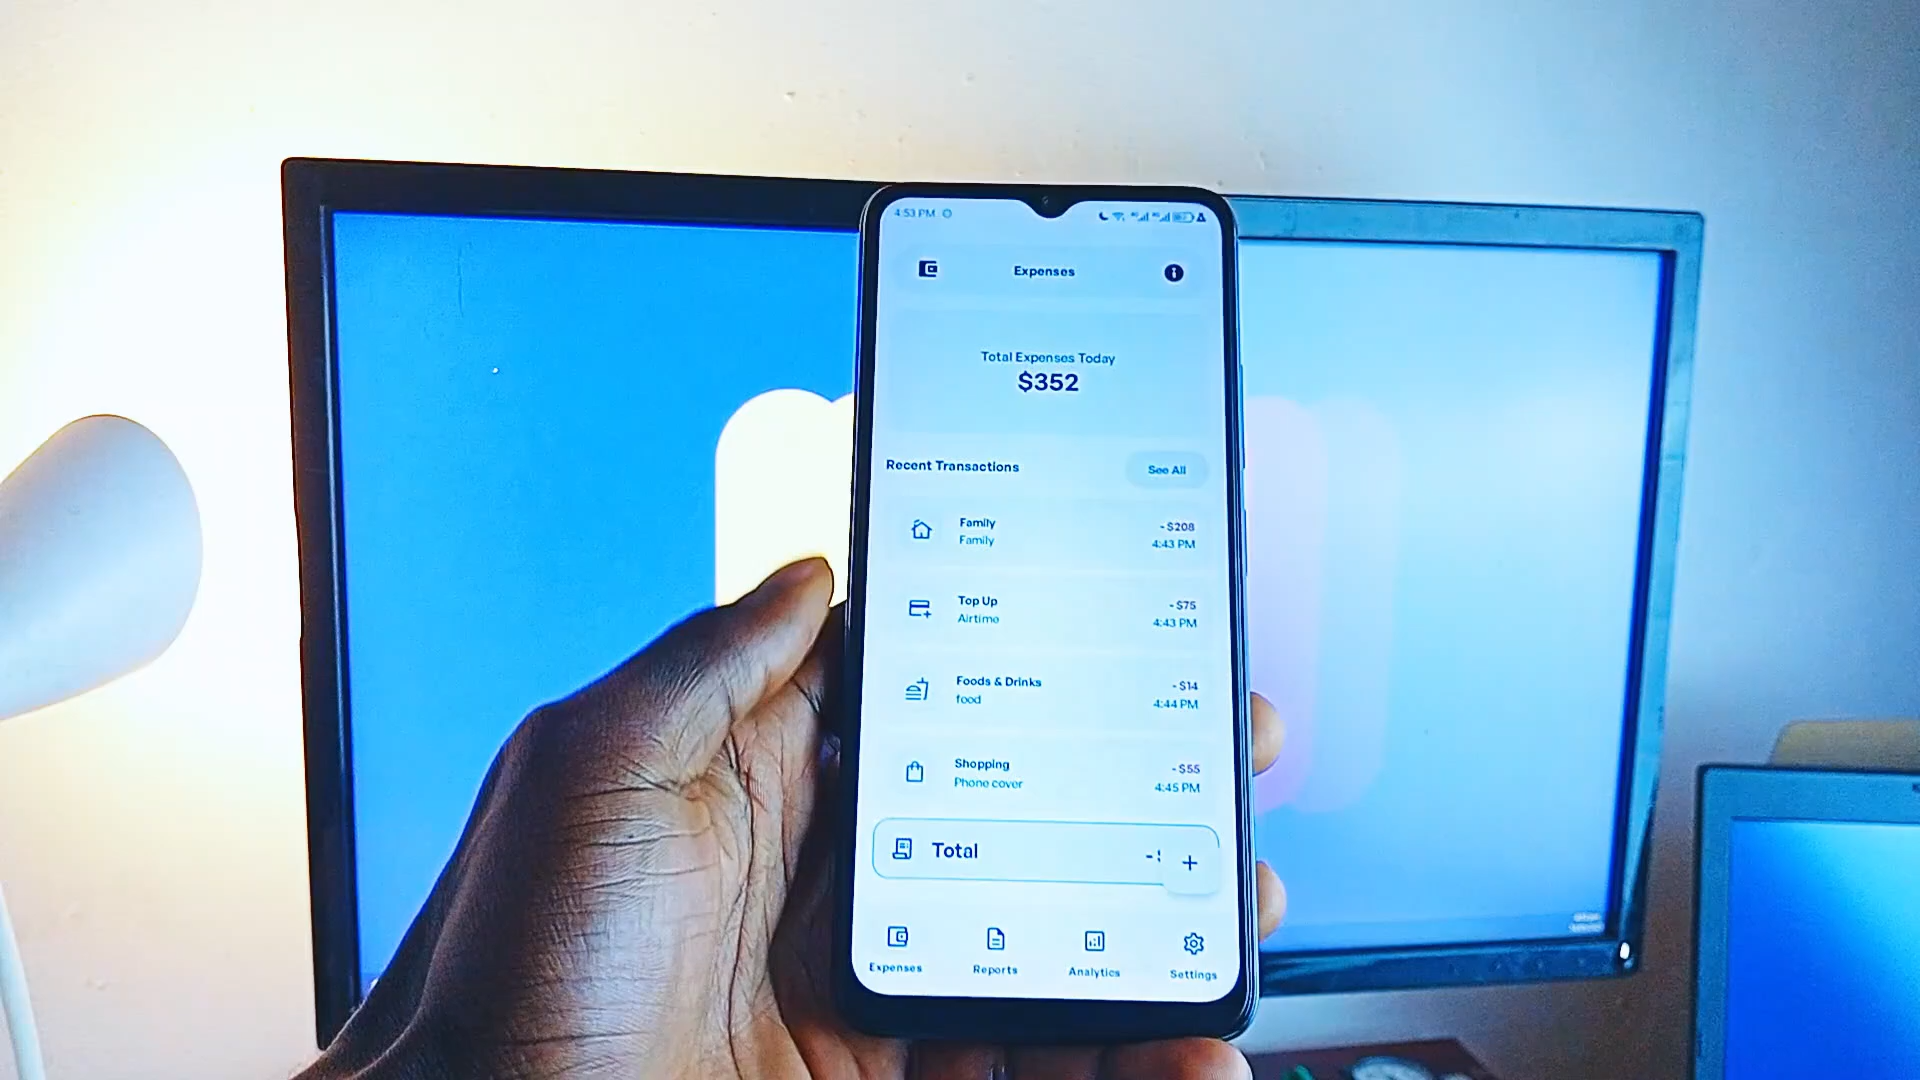 4:53 PM
Expenses
Total Expenses Today
$352
Recent Transactions
See All
Family
- $208
Family
4:43 PM
Top Up
- $75
Airtime
4:43 PM
Foods & Drinks
- $14
food
4:44 PM
Shopping
- $55
Phone cover
4:45 PM
Total
Expenses
Reports
Analytics
Settings